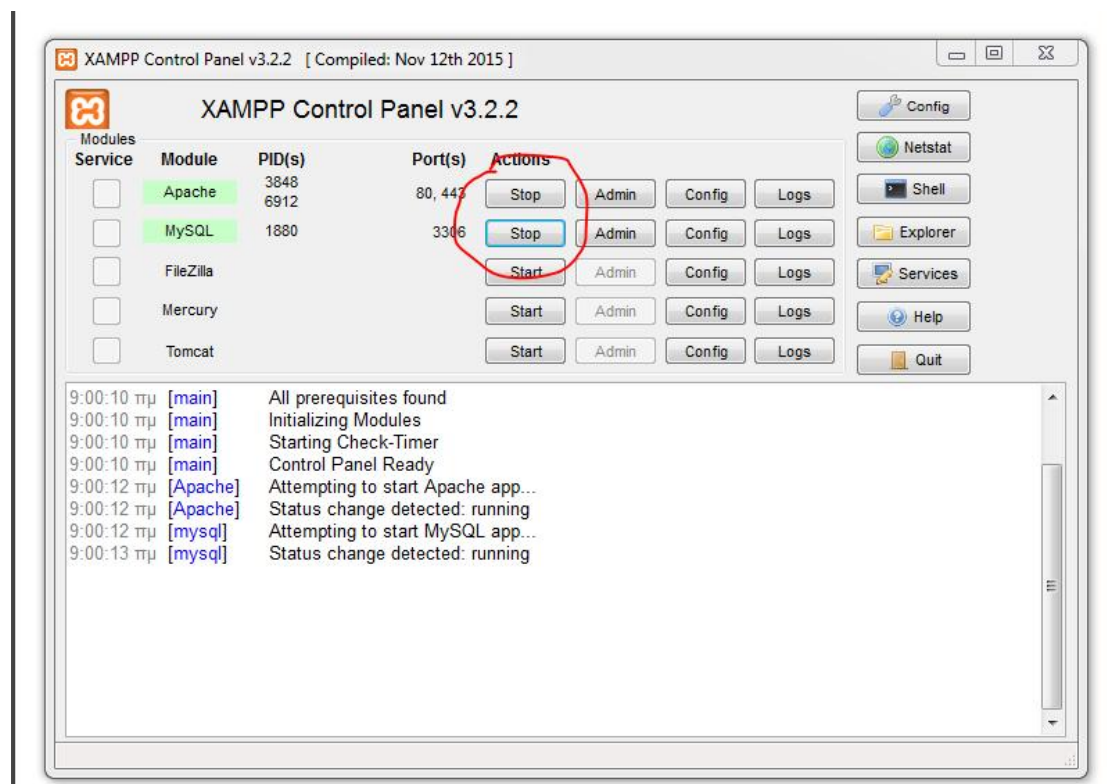 XAMPP Control Panel v3.2.2 [ Compiled: Nov 12th 2015 ]
XAMPP Control Panel v3.2.2
Config
Modules
Service Module PID(s) Port(s) Actions
Netstat
Apache 3848 6912 80, 443 Stop Admin Config Logs
Shell
MySQL 1880 3306 Stop Admin Config Logs
Explorer
FileZilla Start Admin Config Logs
Services
Mercury Start Admin Config Logs
Help
Tomcat Start Admin Config Logs
Quit
9:00:10 πμ [main] All prerequisites found
9:00:10 πμ [main] Initializing Modules
9:00:10 πμ [main] Starting Check-Timer
9:00:10 πμ [main] Control Panel Ready
9:00:12 πμ [Apache] Attempting to start Apache app...
9:00:12 πμ [Apache] Status change detected: running
9:00:12 πμ [mysql] Attempting to start MySQL app...
9:00:13 πμ [mysql] Status change detected: running